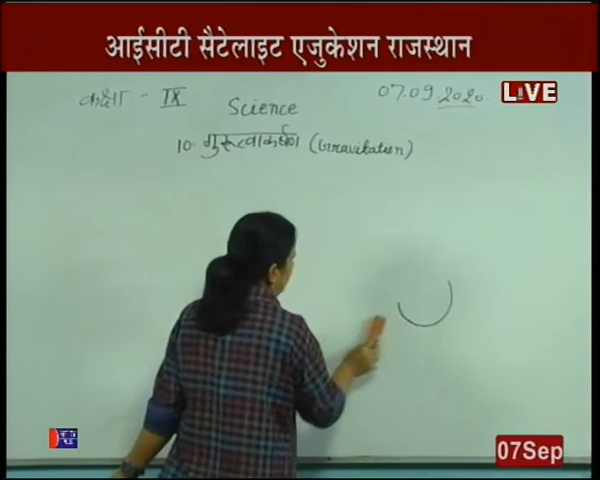 आईसीटी सैटेलाइट एजुकेशन राजस्थान
कक्षा - IX
07.09.2020
LIVE
Science
10. गुरूत्वाकर्षण (Gravitation)
07Sep